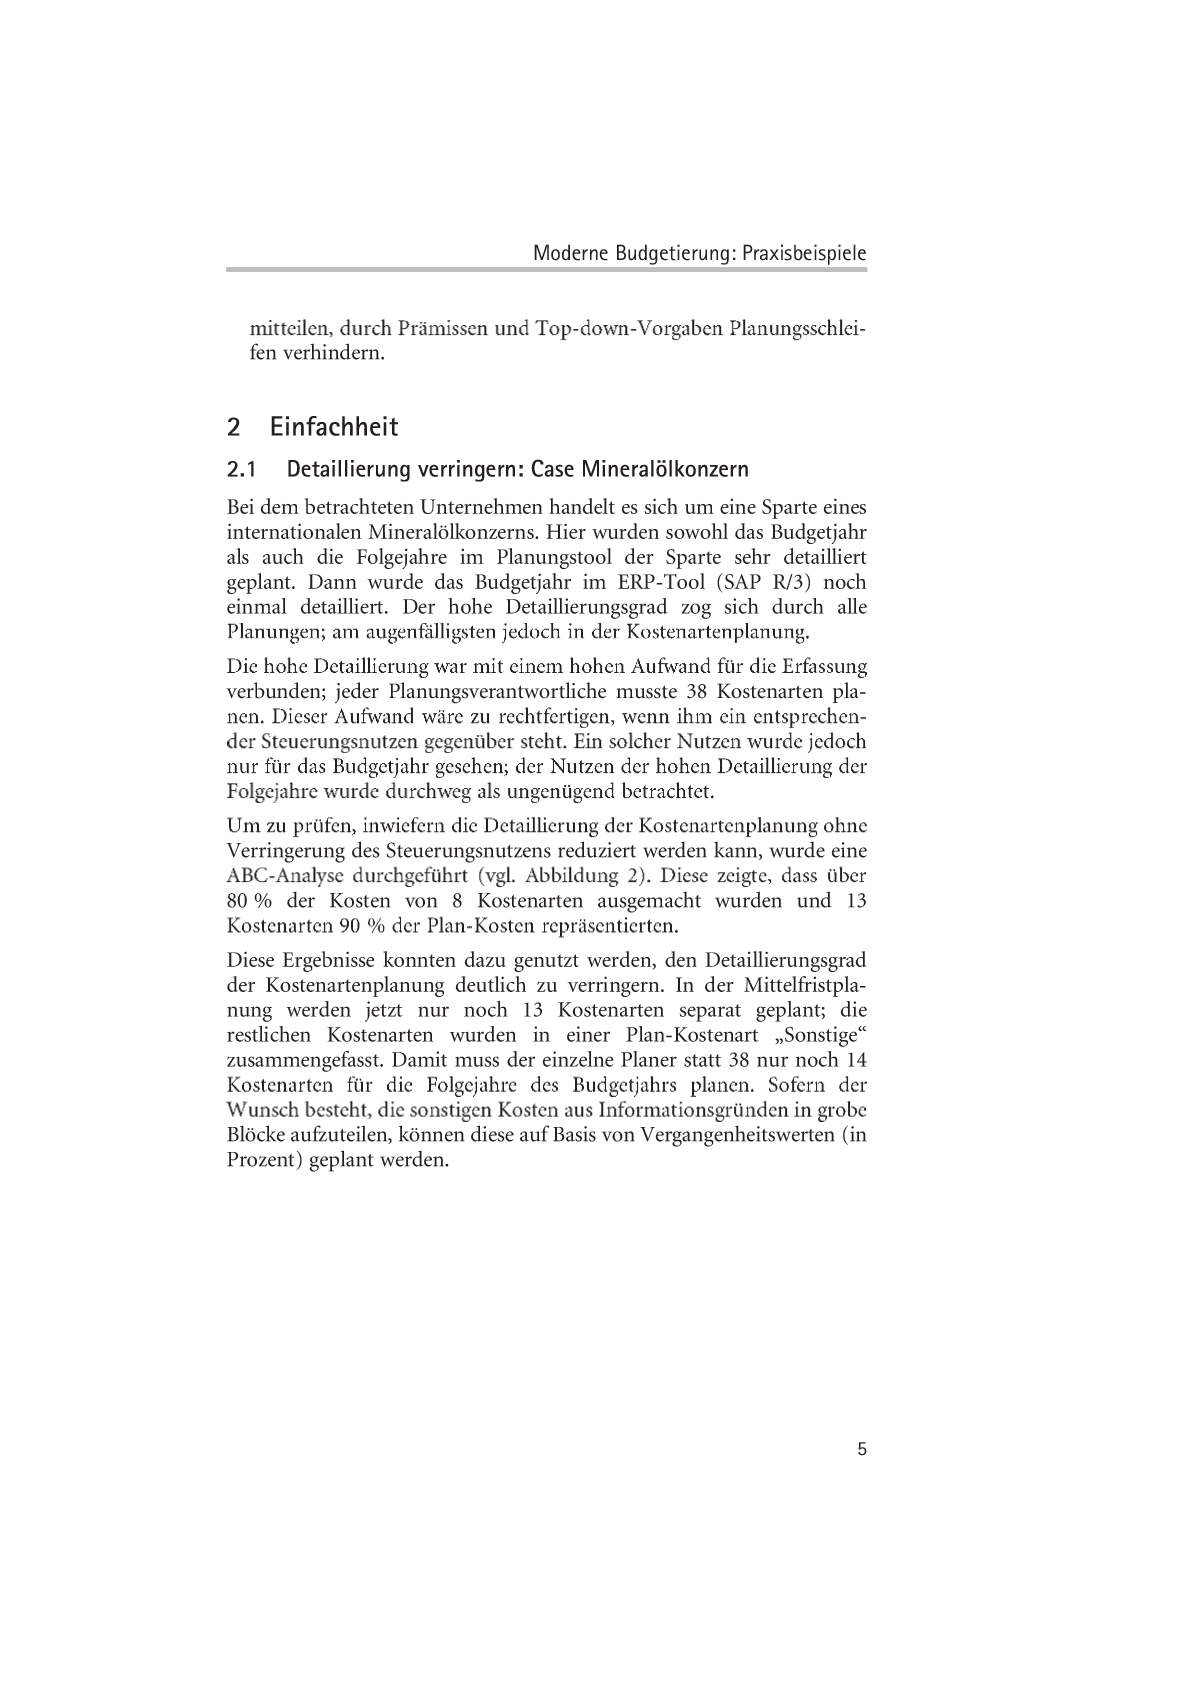 Moderne Budgetierung: Praxisbeispiele
mitteilen, durch Prämissen und Top-down-Vorgaben Planungsschlei-
fen verhindern.
2 Einfachheit
2.1 Detaillierung verringern: Case Mineralölkonzern
Bei dem betrachteten Unternehmen handelt es sich um eine Sparte eines
internationalen Mineralölkonzerns. Hier wurden sowohl das Budgetjahr
als auch die Folgejahre im Planungstool der Sparte sehr detailliert
geplant. Dann wurde das Budgetjahr im ERP-Tool (SAP R/3) noch
einmal detailliert. Der hohe Detaillierungsgrad zog sich durch alle
Planungen; am augenfälligsten jedoch in der Kostenartenplanung.
Die hohe Detaillierung war mit einem hohen Aufwand für die Erfassung
verbunden; jeder Planungsverantwortliche musste 38 Kostenarten pla-
nen. Dieser Aufwand wäre zu rechtfertigen, wenn ihm ein entsprechen-
der Steuerungsnutzen gegenüber steht. Ein solcher Nutzen wurde jedoch
nur für das Budgetjahr gesehen; der Nutzen der hohen Detaillierung der
Folgejahre wurde durchweg als ungenügend betrachtet.
Um zu prüfen, inwiefern die Detaillierung der Kostenartenplanung ohne
Verringerung des Steuerungsnutzens reduziert werden kann, wurde eine
ABC-Analyse durchgeführt (vgl. Abbildung 2). Diese zeigte, dass über
80 % der Kosten von 8 Kostenarten ausgemacht wurden und 13
Kostenarten 90 % der Plan-Kosten repräsentierten.
Diese Ergebnisse konnten dazu genutzt werden, den Detaillierungsgrad
der Kostenartenplanung deutlich zu verringern. In der Mittelfristpla-
nung werden jetzt nur noch 13 Kostenarten separat geplant; die
restlichen Kostenarten wurden in einer Plan-Kostenart „Sonstige“
zusammengefasst. Damit muss der einzelne Planer statt 38 nur noch 14
Kostenarten für die Folgejahre des Budgetjahrs planen. Sofern der
Wunsch besteht, die sonstigen Kosten aus Informationsgründen in grobe
Blöcke aufzuteilen, können diese auf Basis von Vergangenheitswerten (in
Prozent) geplant werden.
5